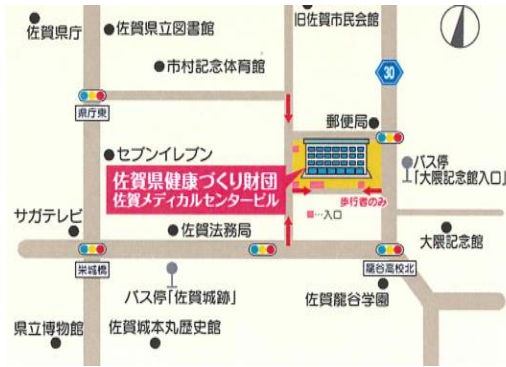 佐賀県庁
佐賀県立図書館
旧佐賀市民会館
市村記念体育館
30
県庁東
郵便局
セブンイレブン
バス停
「大隈記念館入口」
佐賀県健康づくり財団
佐賀メディカルセンタービル
歩行者のみ
…入口
サガテレビ
佐賀法務局
大隈記念館
栄城橋
龍谷高校北
バス停「佐賀城跡」
佐賀龍谷学園
県立博物館
佐賀城本丸歴史館